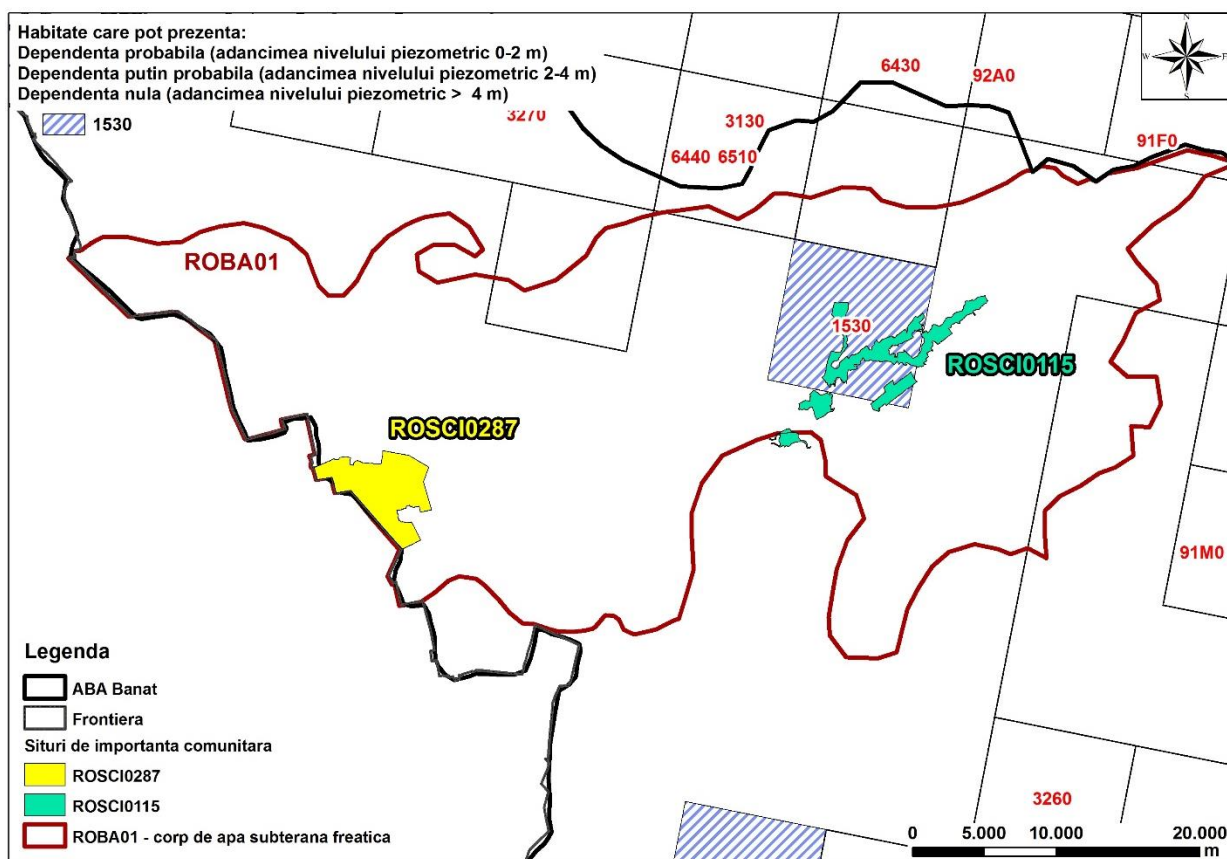 Habitate care pot prezenta:
Dependenta probabila (adancimea nivelului piezometric 0-2 m)
Dependenta putin probabila (adancimea nivelului piezometric 2-4 m)
Dependenta nula (adancimea nivelului piezometric > 4 m)
1530
N
W E
S
6430
92A0
3270
3130
91F0
6440 6510
ROBA01
1530
ROSCI0115
ROSCI0287
91M0
Legenda
ABA Banat
Frontiera
Situri de importanta comunitara
ROSCI0287
ROSCI0115
ROBA01 - corp de apa subterana freatica
3260
0 5.000 10.000 20.000
m